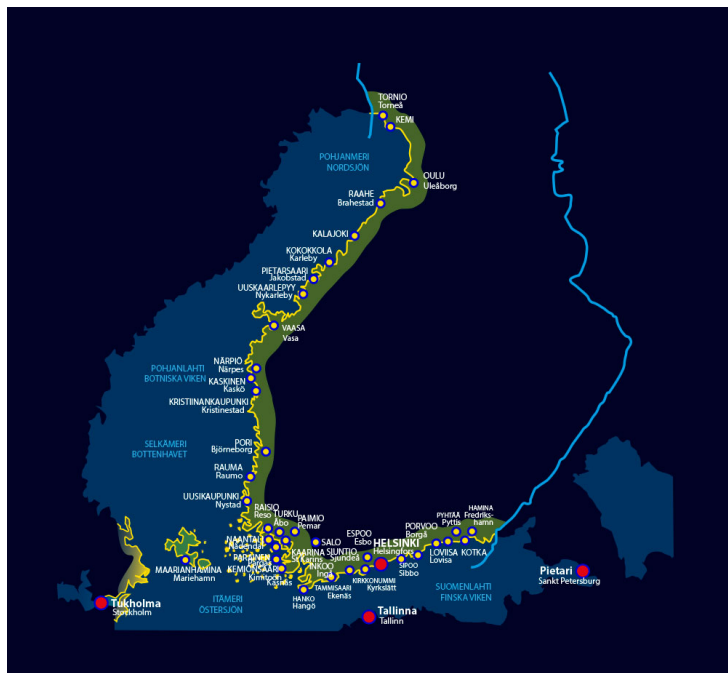 TORNIO
Torneå
KEMI
POHJANMERI
NORDSJÖN
OULU
Uleåborg
RAAHE
Brahestad
KALAJOKI
KOKOKKOLA
Karleby
PIETARSAARI
Jakobstad
UUSKAARLEPYY
Nykarleby
VAASA
Vasa
NÄRPIÖ
Närpes
POHJANLAHTI
BOTNISKA VIKEN
KASKINEN
Kaskö
KRISTIINANKAUPUNKI
Kristinestad
SELKÄMERI
BOTTENHAVET
PORI
Björneborg
RAUMA
Raumo
UUSIKAUPUNKI
Nystad
RAISIO
Reso
TURKU
Åbo
PAIMIO
Pemar
NAANTALI
SALO
KAARINA
S:t Karins
KEMIÖNSAARI
Kimitoön
Kasnäs
MAARIANHAMINA
Mariehamn
HANKO
Hangö
TAMMISAARI
Ekenäs
INKOO
Ingå
SIUNTIO
Sjundeå
KIRKKONUMMI
Kyrkslätt
ESPOO
Esbo
HELSINKI
Helsingfors
SIPOO
Sibbo
PORVOO
Borgå
LOVIISA
Lovisa
PYHTÄÄ
Pyttis
KOTKA
HAMINA
Fredriks-
hamn
SUOMENLAHTI
FINSKA VIKEN
ITÄMERI
ÖSTERSJÖN
Tukholma
Stockholm
Tallinna
Tallinn
Pietari
Sankt Petersburg